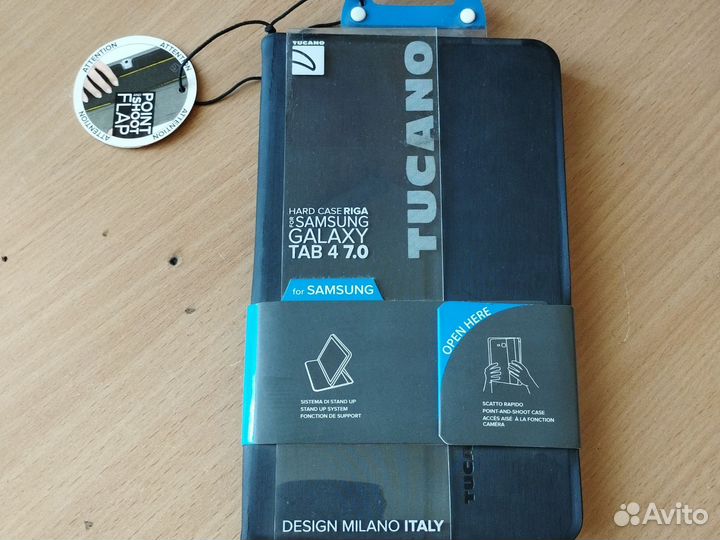 ATTENTION
ATTENTION
ATTENTION
ATTENTION
POINT
SHOOT
FLAP
TUCANO
TUCANO
HARD CASE RIGA
FOR SAMSUNG
GALAXY
TAB 4 7.0
for SAMSUNG
OPEN HERE
SISTEMA DI STAND UP
STAND UP SYSTEM
FONCTION DE SUPPORT
SCATTO RAPIDO
POINT-AND-SHOOT CASE
ACCÈS AISÉ À LA FONCTION
CAMÉRA
TUCANO
DESIGN MILANO ITALY
Avito